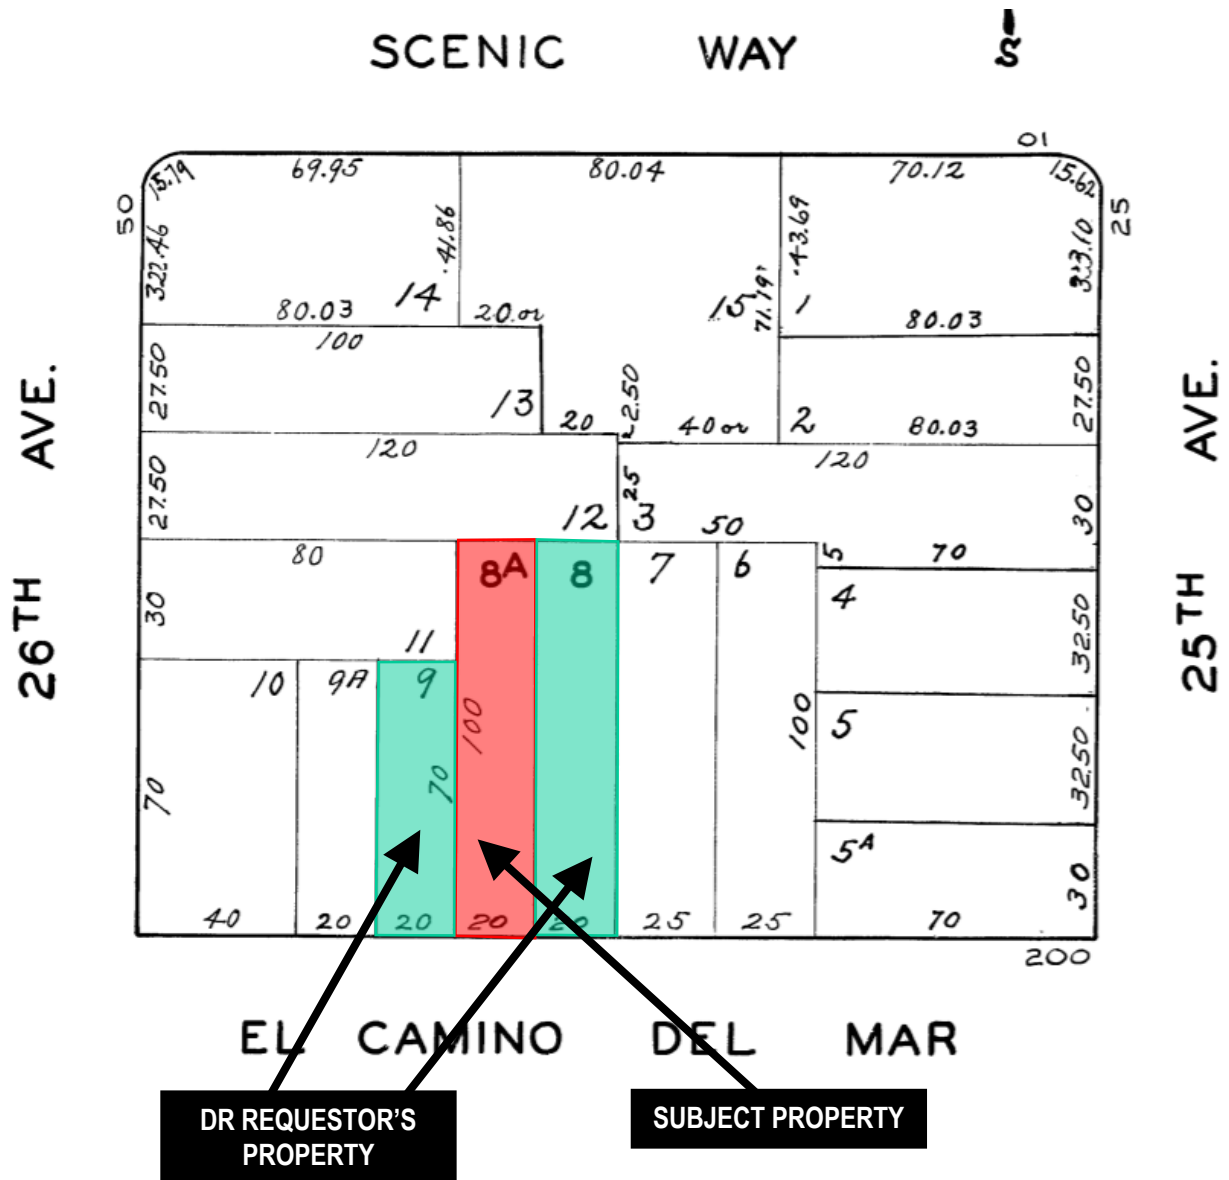 SCENIC WAY
01
15.79 69.95 80.04 70.12 15.62
50 25
322.46 41.86 43.69 333.10
14 15 71.19 1
80.03 20.01 80.03
100
27.50 13 22.50 27.50
20 40.01 2 80.03
120 120
27.50 25 30
12 3 50
80 8A 8 7 6 5 70
30 4 32.50
11
10 9A 9
100 100 5
70 70 32.50
5A 30
40 20 20 20 20 25 25 70
200
26TH AVE.
25TH AVE.
EL CAMINO DEL MAR
DR REQUESTOR'S
PROPERTY
SUBJECT PROPERTY